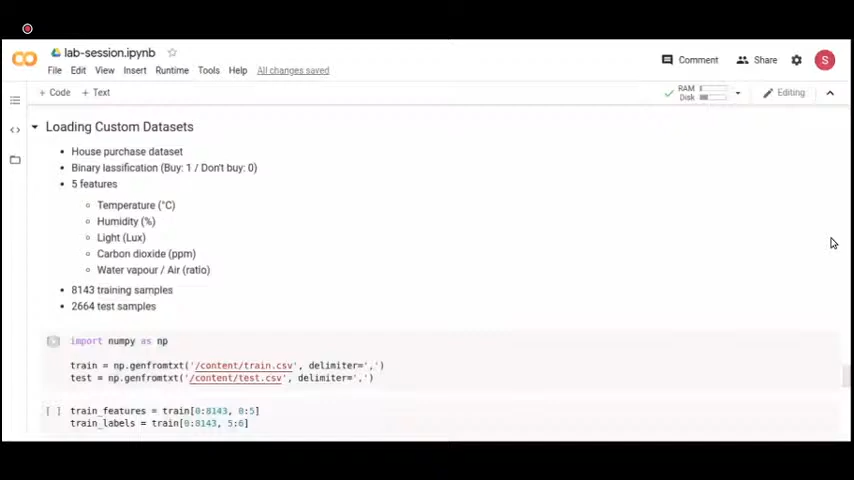 lab-session.ipynb
Comment
Share
S
File Edit View Insert Runtime Tools Help All changes saved
+ Code + Text
RAM
Disk
Editing
Loading Custom Datasets
House purchase dataset
Binary lassification (Buy: 1 / Don't buy: 0)
5 features
Temperature (°C)
Humidity (%)
Light (Lux)
Carbon dioxide (ppm)
Water vapour / Air (ratio)
8143 training samples
2664 test samples
import numpy as np
train = np.genfromtxt('/content/train.csv', delimiter=',')
test = np.genfromtxt('/content/test.csv', delimiter=',')
[ ] train_features = train[0:8143, 0:5]
train_labels = train[0:8143, 5:6]